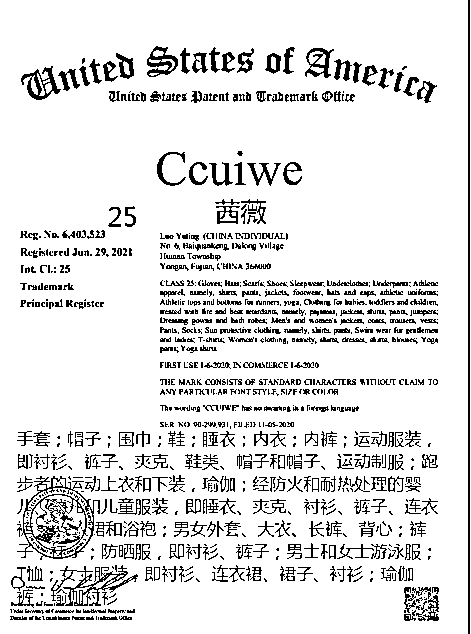 United States of America
United States Patent and Trademark Office
Ccuiwe
茜薇
25
Reg. No. 6,403,523
Registered Jun. 29, 2021
Int. Cl.: 25
Trademark
Principal Register
Luo Yuting (CHINA INDIVIDUAL)
No. 6, Baiquankeng, Dalong Village
Huanan Township
Yongan, Fujian, CHINA 366000
CLASS 25: Gloves; Hats; Scarfs; Shoes; Sleepwear; Underclothes; Underpants; Athletic
apparel, namely, shirts, pants, jackets, footwear, hats and caps, athletic uniforms;
Athletic tops and bottoms for runners, yoga; Clothing for babies, toddlers and children,
treated with fire and heat retardants, namely, pajamas, jackets, shirts, pants, jumpers;
Dressing gowns and bath robes; Men's and women's jackets, coats, trousers, vests;
Pants; Socks; Sun protective clothing, namely, shirts, pants; Swim wear for gentlemen
and ladies; T-shirts; Women's clothing, namely, shirts, dresses, skirts, blouses; Yoga
pants; Yoga shirts
FIRST USE 1-6-2020; IN COMMERCE 1-6-2020
THE MARK CONSISTS OF STANDARD CHARACTERS WITHOUT CLAIM TO
ANY PARTICULAR FONT STYLE, SIZE OR COLOR
The wording "CCUIWE" has no meaning in a foreign language
SER. NO. 90-299,931, FILED 11-05-2020
手套；帽子；围巾；鞋；睡衣；内衣；内裤；运动服装，
即衬衫、裤子、夹克、鞋类、帽子和帽子、运动制服；跑
步者的运动上衣和下装，瑜伽；经防火和耐热处理的婴
儿 和儿童服装，即睡衣、夹克、衬衫、裤子、连衣
裙 裙和浴袍；男女外套、大衣、长裤、背心；裤
子 子；防晒服，即衬衫、裤子；男士和女士游泳服；
T恤；女士服装，即衬衫、连衣裙、裙子、衬衫；瑜伽
裤；瑜伽衬衫
Performing the Functions and Duties of the
Under Secretary of Commerce for Intellectual Property and
Director of the United States Patent and Trademark Office